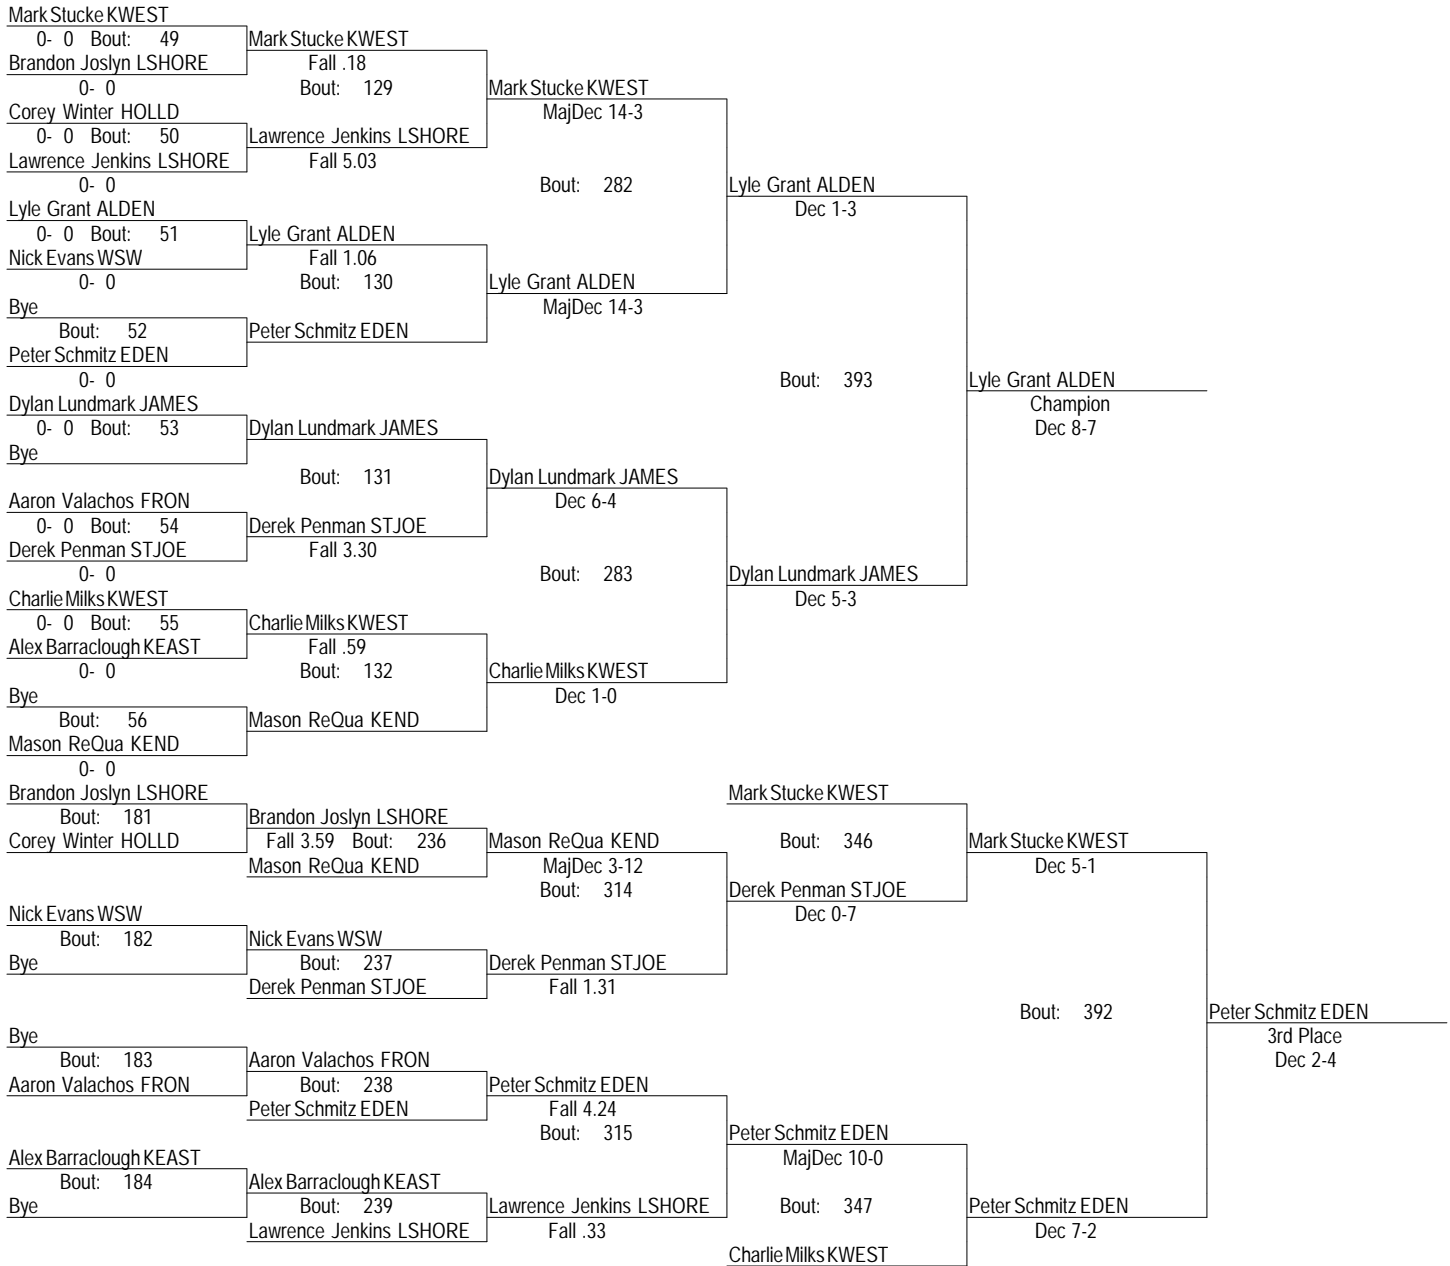 Mark Stucke KWEST
0- 0 Bout: 49 Mark Stucke KWEST
Brandon Joslyn LSHORE Fall .18
0- 0 Bout: 129 Mark Stucke KWEST
Corey Winter HOLLD MajDec 14-3
0- 0 Bout: 50 Lawrence Jenkins LSHORE
Lawrence Jenkins LSHORE Fall 5.03
0- 0 Bout: 282 Lyle Grant ALDEN
Lyle Grant ALDEN Dec 1-3
0- 0 Bout: 51 Lyle Grant ALDEN
Nick Evans WSW Fall 1.06
0- 0 Bout: 130 Lyle Grant ALDEN
Bye MajDec 14-3
Bout: 52 Peter Schmitz EDEN
Peter Schmitz EDEN
0- 0 Bout: 393 Lyle Grant ALDEN
Dylan Lundmark JAMES Champion
0- 0 Bout: 53 Dylan Lundmark JAMES Dec 8-7
Bye
Bout: 131 Dylan Lundmark JAMES
Aaron Valachos FRON Dec 6-4
0- 0 Bout: 54 Derek Penman STJOE
Derek Penman STJOE Fall 3.30
0- 0 Bout: 283 Dylan Lundmark JAMES
Charlie Milks KWEST Dec 5-3
0- 0 Bout: 55 Charlie Milks KWEST
Alex Barraclough KEAST Fall .59
0- 0 Bout: 132 Charlie Milks KWEST
Bye Dec 1-0
Bout: 56 Mason ReQua KEND
Mason ReQua KEND
0- 0
Brandon Joslyn LSHORE Mark Stucke KWEST
Bout: 181 Brandon Joslyn LSHORE
Corey Winter HOLLD Fall 3.59 Bout: 236 Mason ReQua KEND Bout: 346 Mark Stucke KWEST
Mason ReQua KEND MajDec 3-12 Dec 5-1
Bout: 314 Derek Penman STJOE
Nick Evans WSW Dec 0-7
Bout: 182 Nick Evans WSW
Bye Bout: 237 Derek Penman STJOE
Derek Penman STJOE Fall 1.31
Bout: 392 Peter Schmitz EDEN
Bye 3rd Place
Bout: 183 Aaron Valachos FRON Dec 2-4
Aaron Valachos FRON Bout: 238 Peter Schmitz EDEN
Peter Schmitz EDEN Fall 4.24
Bout: 315 Peter Schmitz EDEN
Alex Barraclough KEAST MajDec 10-0
Bout: 184 Alex Barraclough KEAST
Bye Bout: 239 Lawrence Jenkins LSHORE Bout: 347 Peter Schmitz EDEN
Lawrence Jenkins LSHORE Fall .33 Dec 7-2
Charlie Milks KWEST